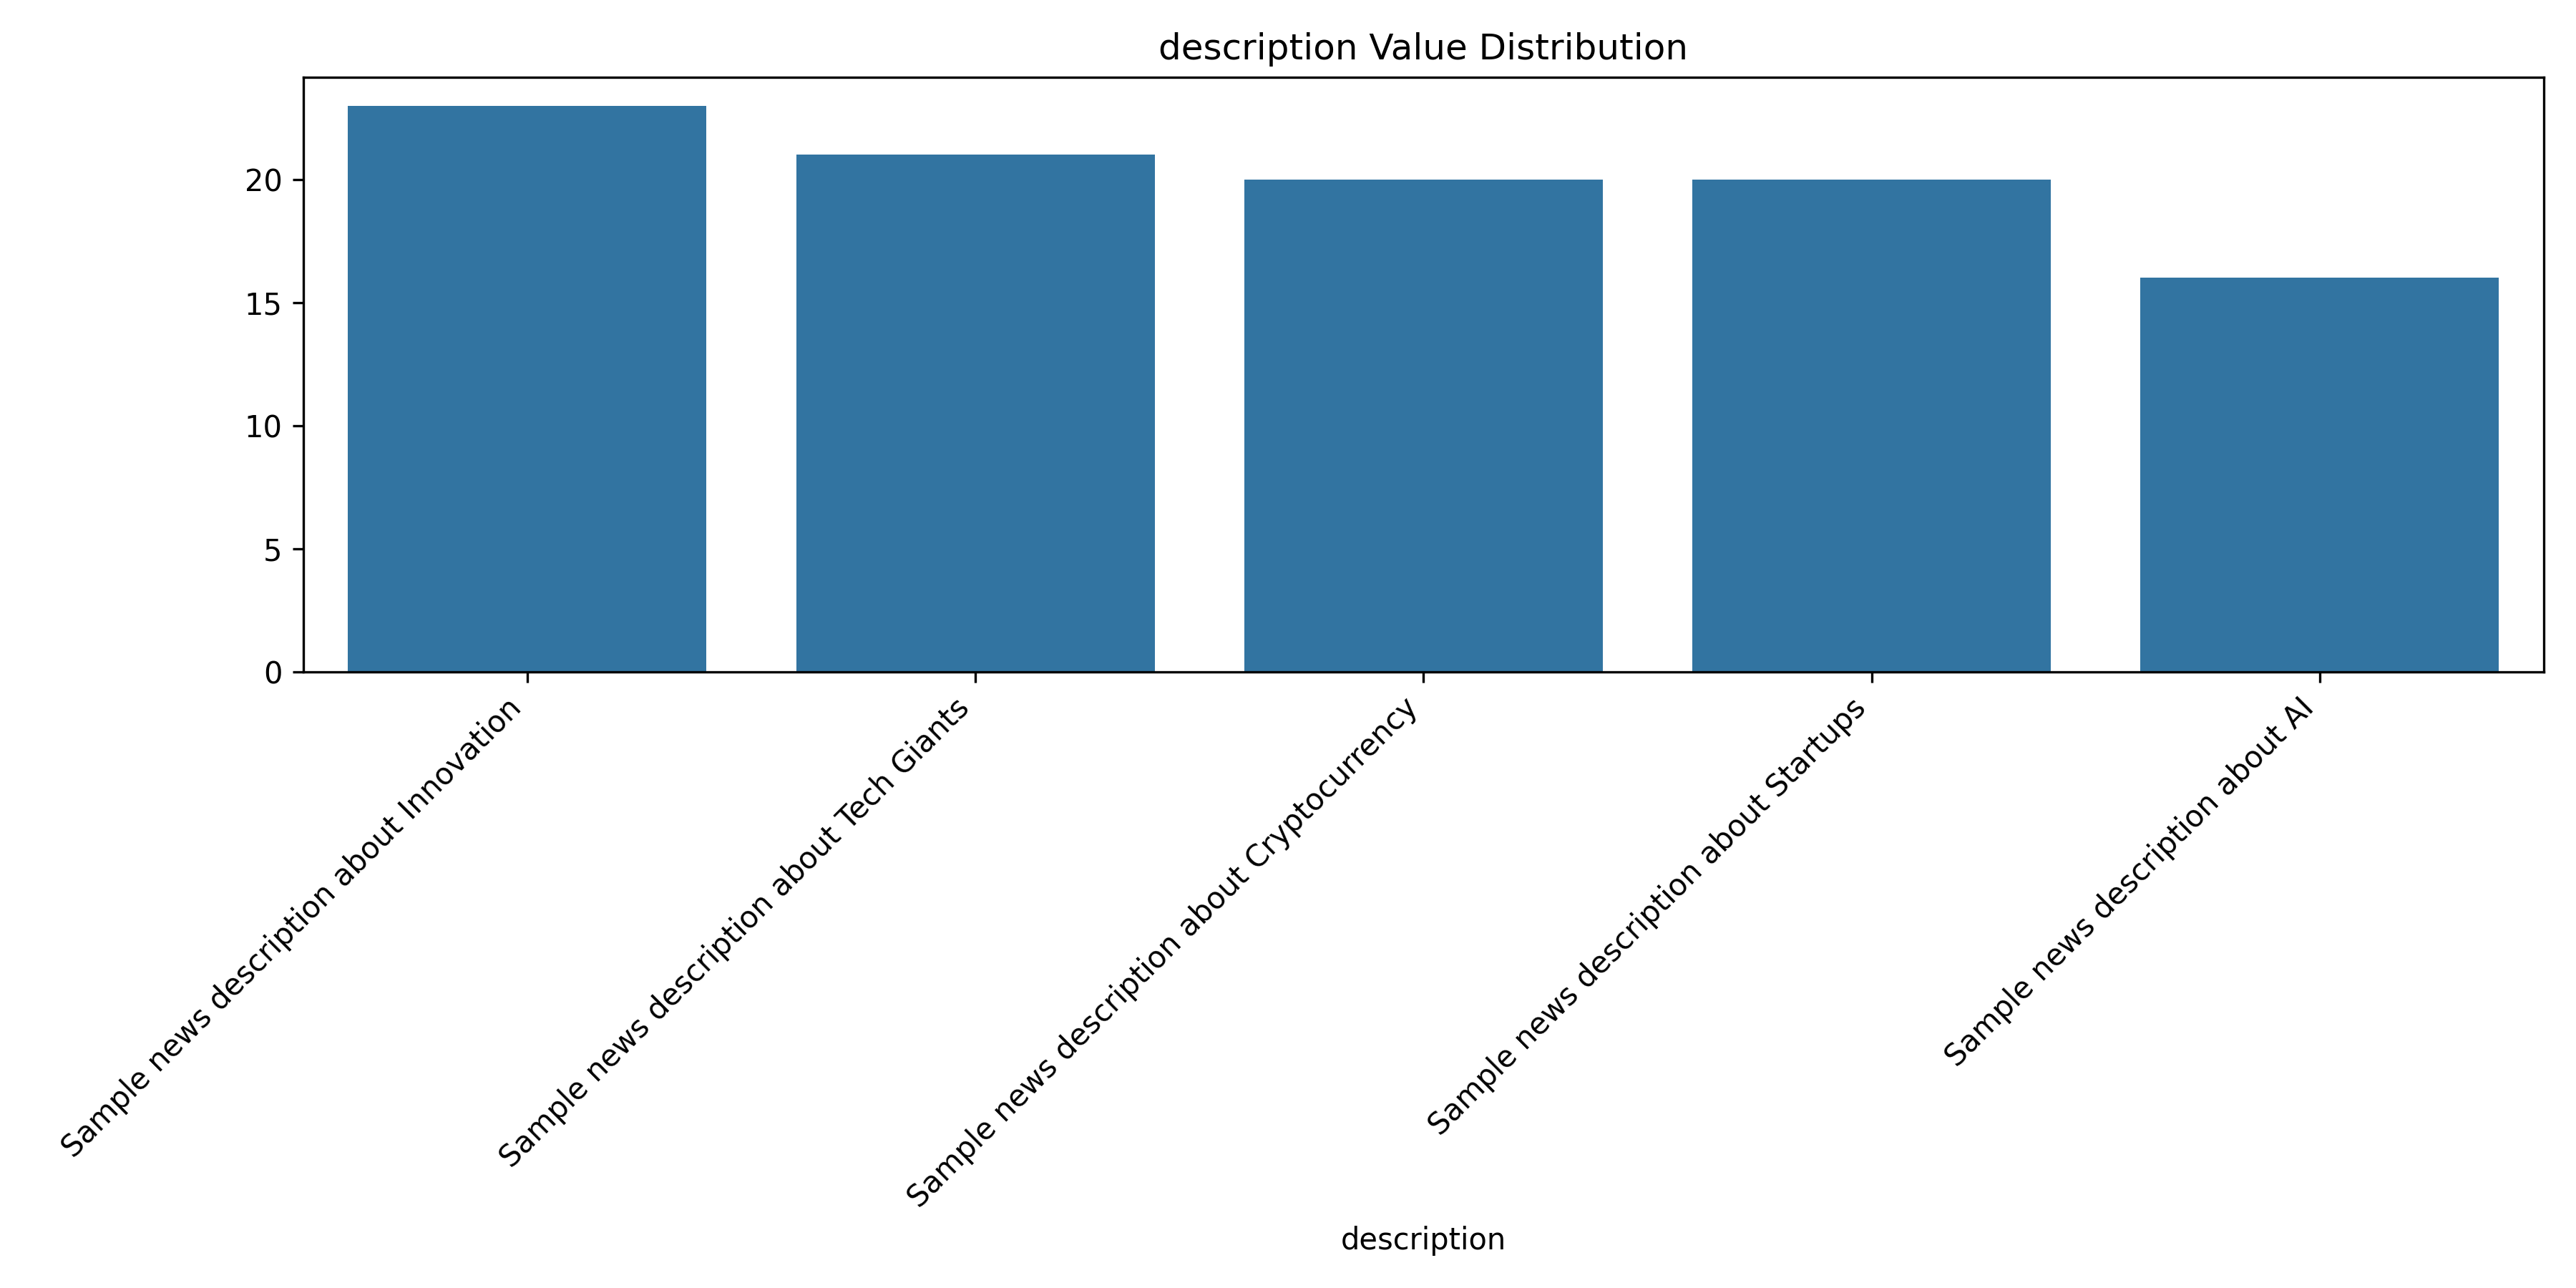 description Value Distribution
20
15
10
5
0
Sample news description about Innovation
Sample news description about Tech Giants
Sample news description about Cryptocurrency
Sample news description about Startups
Sample news description about AI
description